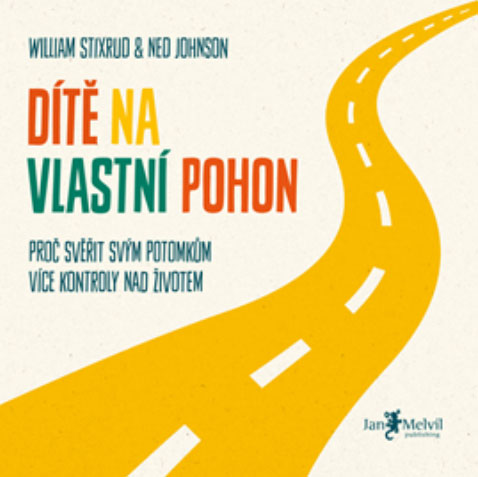 WILLIAM STIXRUD & NED JOHNSON
DÍTĚ NA
VLASTNÍ POHON
PROČ SVĚŘIT SVÝM POTOMKŮM
VÍCE KONTROLY NAD ŽIVOTEM
Jan Melvil
publishing